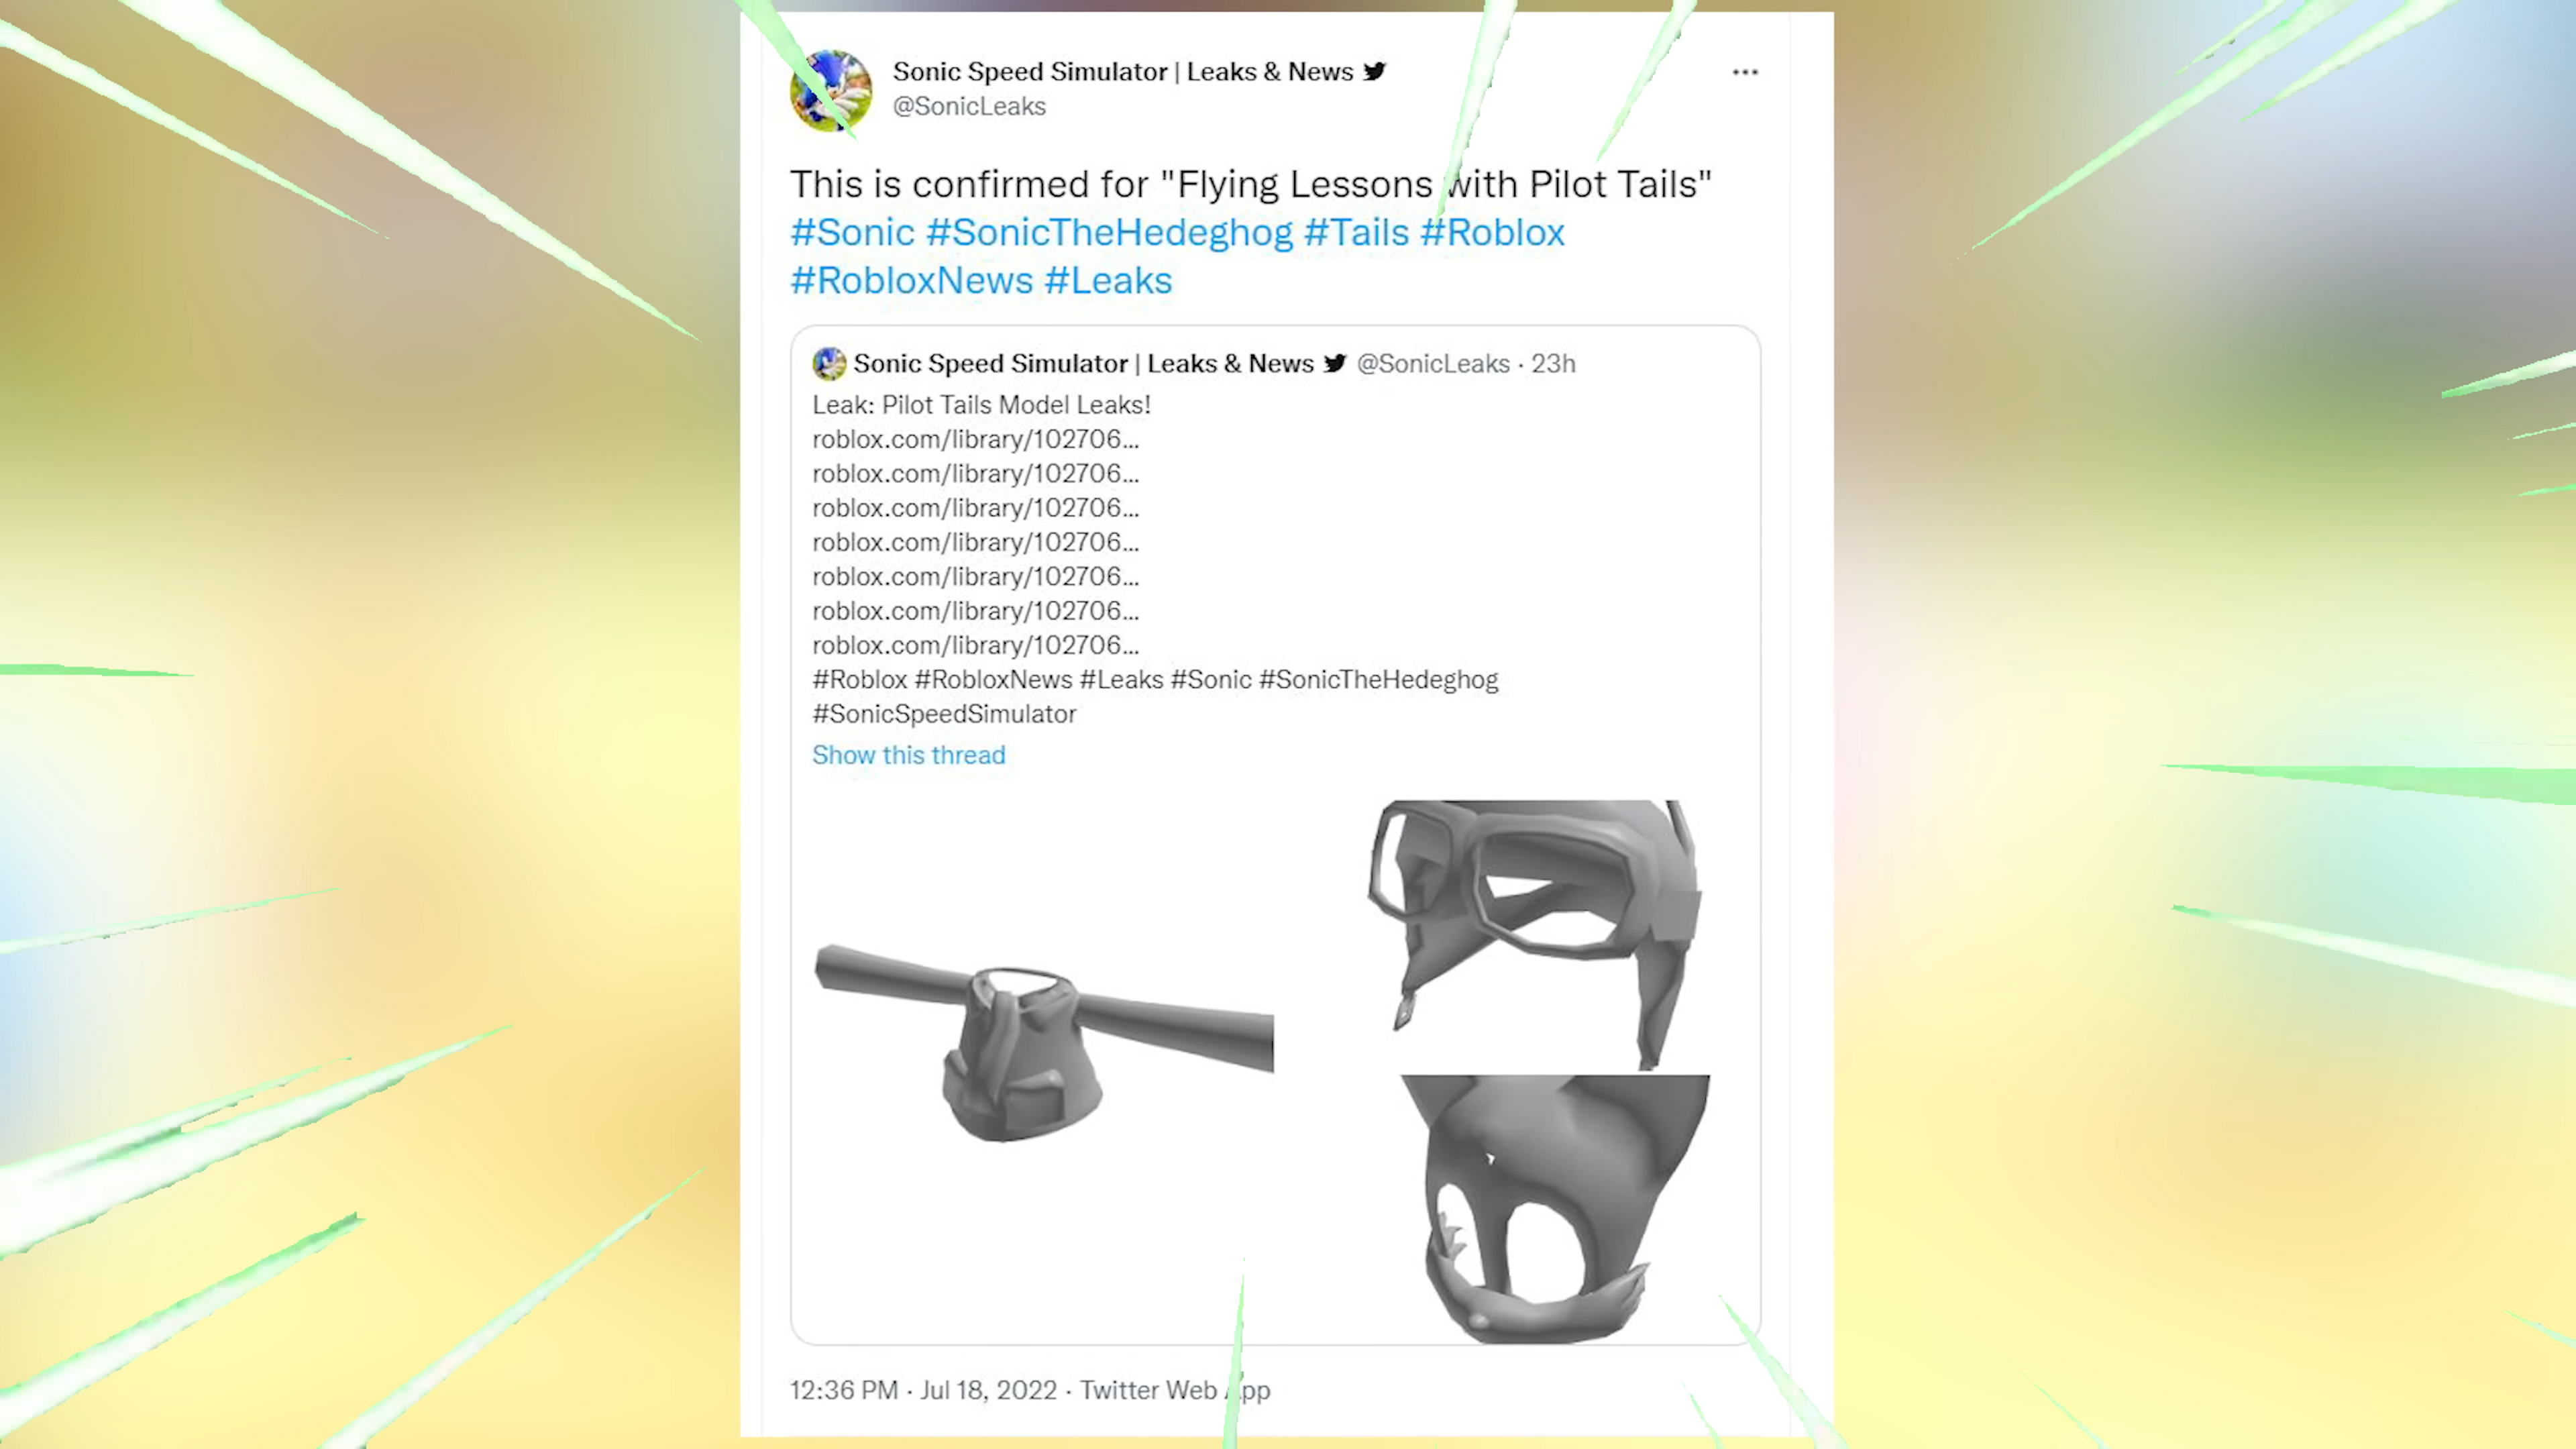 Sonic Speed Simulator | Leaks & News
@SonicLeaks
This is confirmed for "Flying Lessons with Pilot Tails"
#Sonic #SonicTheHedeghog #Tails #Roblox
#RobloxNews #Leaks
Sonic Speed Simulator | Leaks & News @SonicLeaks · 23h
Leak: Pilot Tails Model Leaks!
roblox.com/library/102706...
roblox.com/library/102706...
roblox.com/library/102706...
roblox.com/library/102706...
roblox.com/library/102706...
roblox.com/library/102706...
roblox.com/library/102706...
#Roblox #RobloxNews #Leaks #Sonic #SonicTheHedeghog
#SonicSpeedSimulator
Show this thread
12:36 PM · Jul 18, 2022 · Twitter Web App